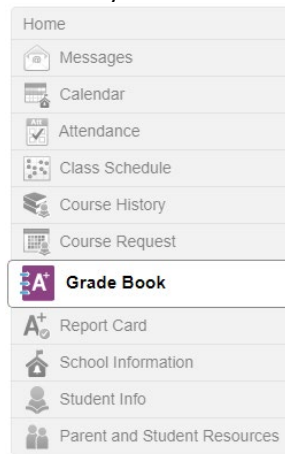 Home
Messages
Calendar
Attendance
Class Schedule
Course History
Course Request
A+ Grade Book
A+ Report Card
School Information
Student Info
Parent and Student Resources